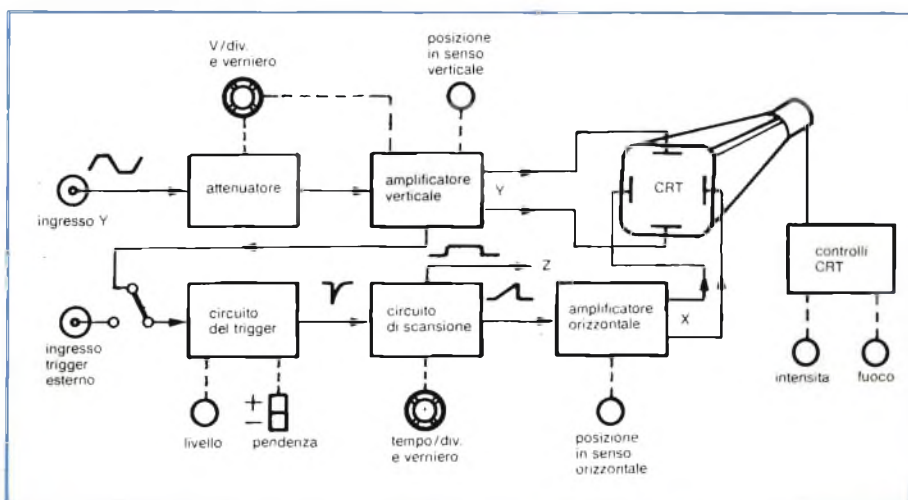 V/div.
e verniero
posizione
in senso
verticale
ingresso Y
attenuatore
amplificatore
verticale
Y
CRT
controlli
CRT
Z
ingresso
trigger
esterno
circuito
del trigger
circuito
di scansione
amplificatore
orizzontale
X
intensita
fuoco
+
−
livello
pendenza
tempo/div.
e verniero
posizione
in senso
orizzontale